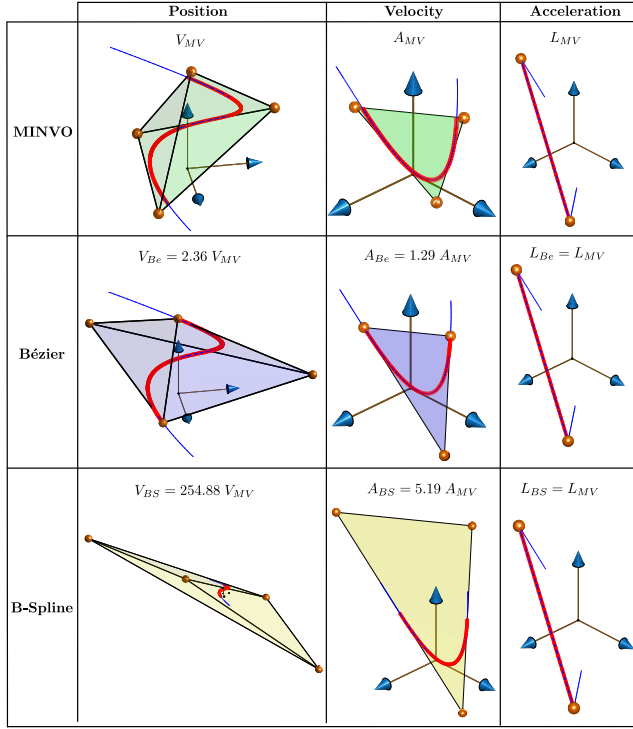 Position Velocity Acceleration
MINVO V_{MV} A_{MV} L_{MV}
Bézier V_{Be} = 2.36 V_{MV} A_{Be} = 1.29 A_{MV} L_{Be} = L_{MV}
B-Spline V_{BS} = 254.88 V_{MV} A_{BS} = 5.19 A_{MV} L_{BS} = L_{MV}